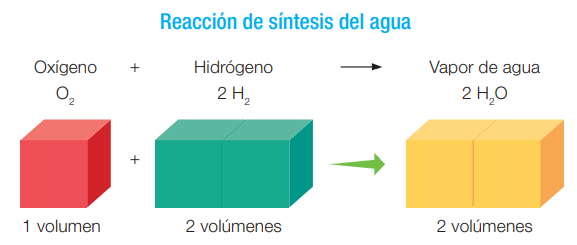 Reacción de síntesis del agua
Oxígeno + Hidrógeno → Vapor de agua
O₂ 2 H₂ 2 H₂O
+
1 volumen 2 volúmenes 2 volúmenes